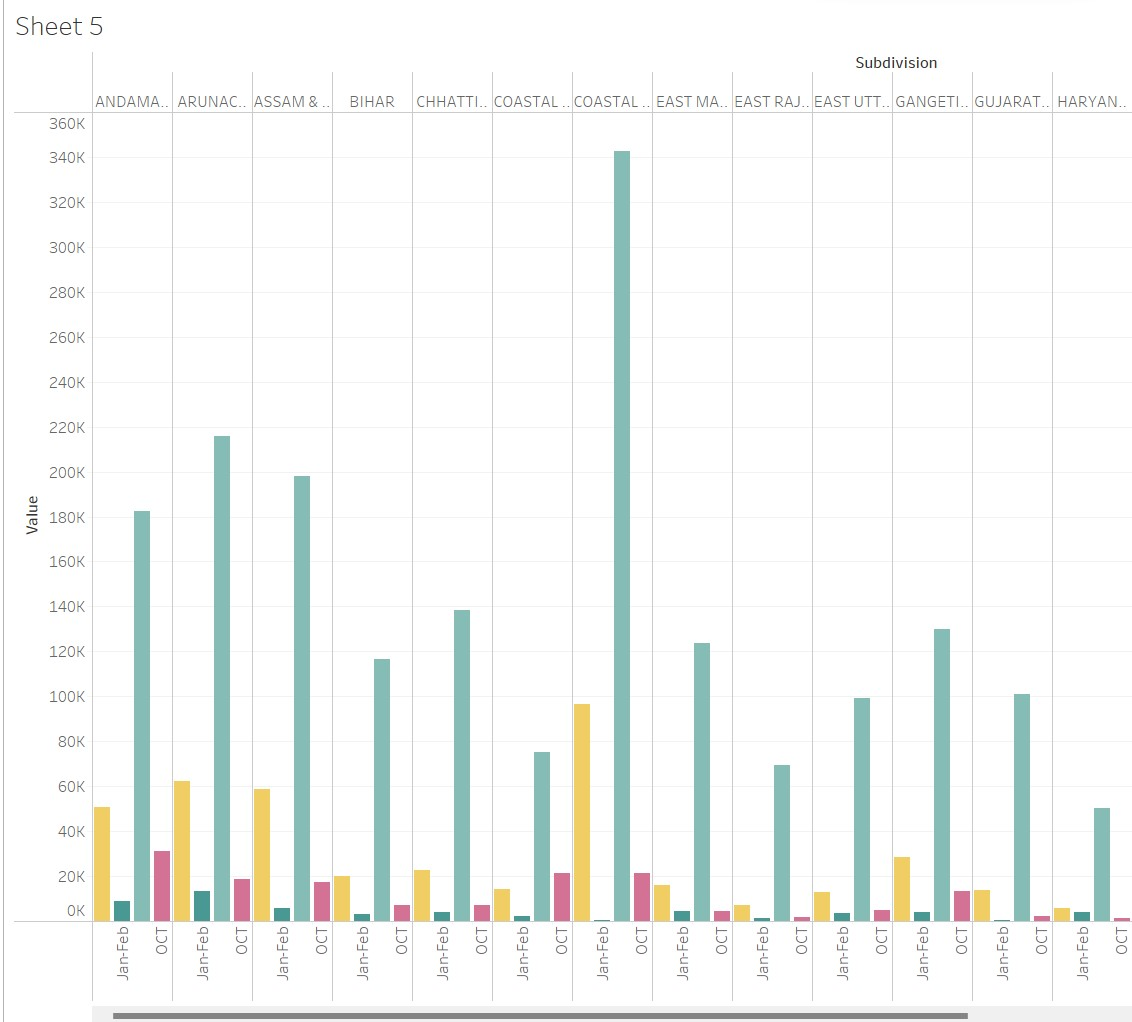 Sheet 5
Subdivision
ANDAMA.. ARUNAC.. ASSAM & .. BIHAR CHHATTI.. COASTAL .. COASTAL .. EAST MA.. EAST RAJ.. EAST UTT.. GANGETI.. GUJARAT.. HARYAN..
360K
340K
320K
300K
280K
260K
240K
220K
200K
180K
160K
140K
120K
100K
80K
60K
40K
20K
0K
Value
Jan-Feb OCT Jan-Feb OCT Jan-Feb OCT Jan-Feb OCT Jan-Feb OCT Jan-Feb OCT Jan-Feb OCT Jan-Feb OCT Jan-Feb OCT Jan-Feb OCT Jan-Feb OCT Jan-Feb OCT Jan-Feb OCT